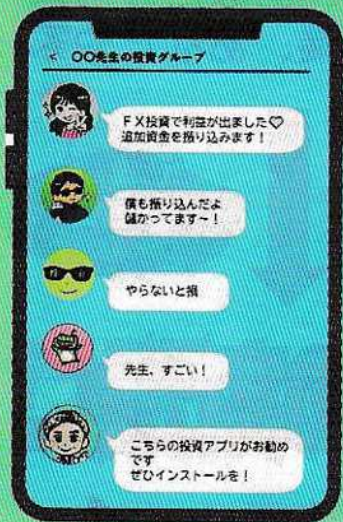 < 〇〇先生の投資グループ
FX投資で利益が出ました♡
追加資金を振り込みます!
僕も振り込んだよ
儲かってます~!
やらないと損
先生、すごい!
こちらの投資アプリがお勧め
です
ぜひインストールを!